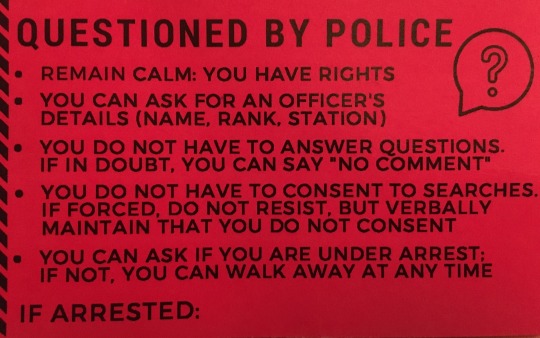 QUESTIONED BY POLICE
?
• REMAIN CALM: YOU HAVE RIGHTS
• YOU CAN ASK FOR AN OFFICER'S
DETAILS (NAME, RANK, STATION)
• YOU DO NOT HAVE TO ANSWER QUESTIONS.
IF IN DOUBT, YOU CAN SAY "NO COMMENT"
• YOU DO NOT HAVE TO CONSENT TO SEARCHES.
IF FORCED, DO NOT RESIST, BUT VERBALLY
MAINTAIN THAT YOU DO NOT CONSENT
• YOU CAN ASK IF YOU ARE UNDER ARREST;
IF NOT, YOU CAN WALK AWAY AT ANY TIME
IF ARRESTED: